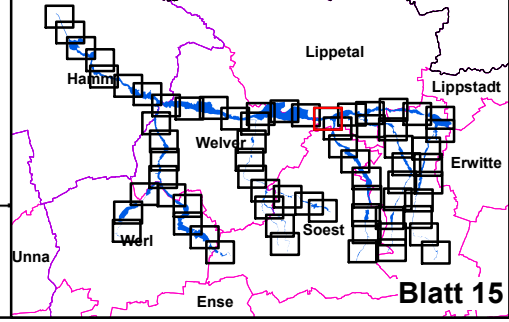 Lippetal
Hamm
Lippstadt
Welver
Erwitte
Soest
Werl
Unna
Blatt 15
Ense